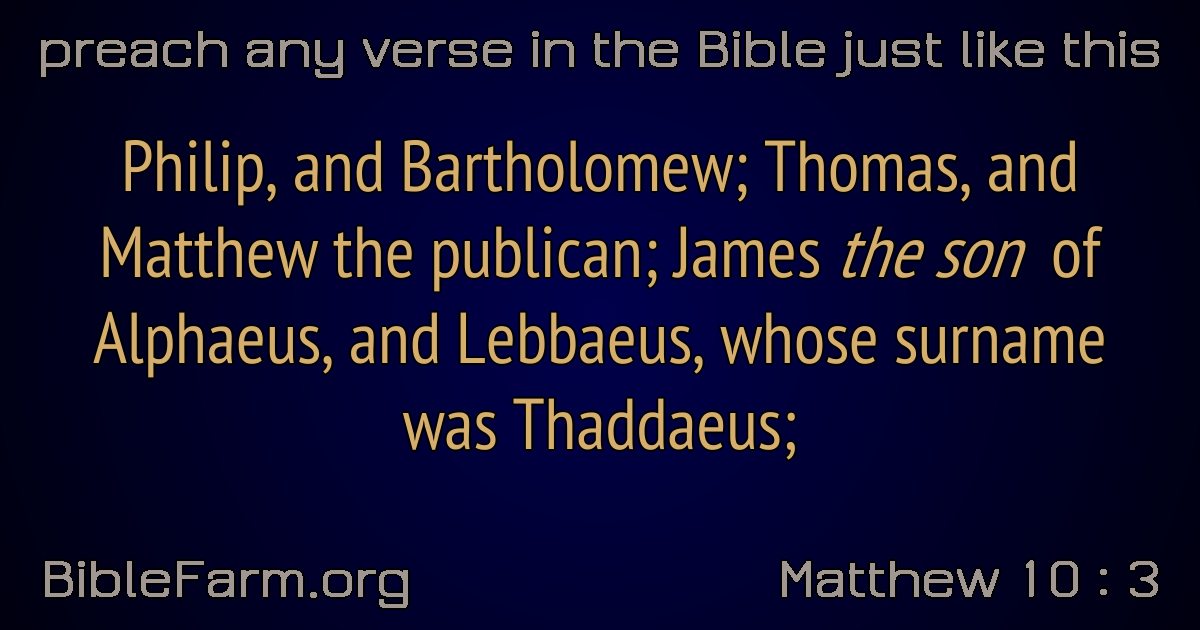 preach any verse in the Bible just like this
Philip, and Bartholomew; Thomas, and
Matthew the publican; James the son of
Alphaeus, and Lebbaeus, whose surname
was Thaddaeus;
BibleFarm.org
Matthew 10 : 3